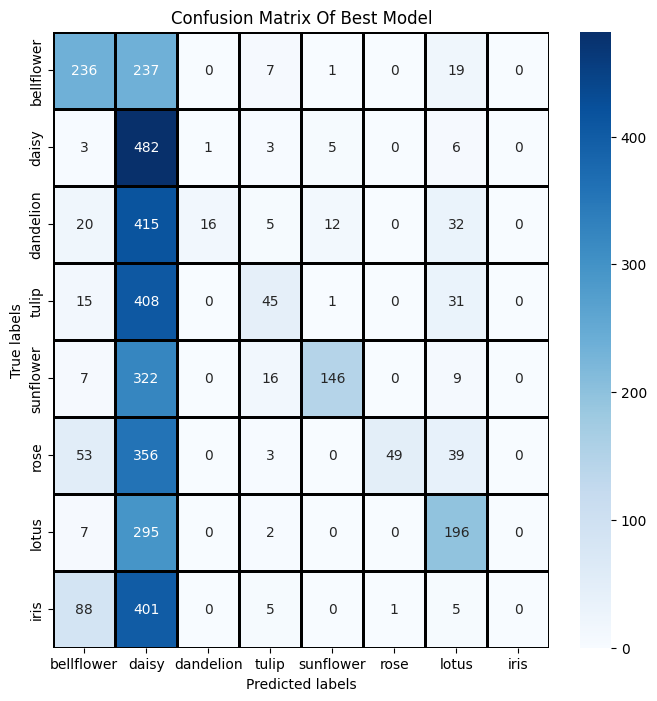 Confusion Matrix Of Best Model
True labels
bellflower 236 237 0 7 1 0 19 0
daisy 3 482 1 3 5 0 6 0
dandelion 20 415 16 5 12 0 32 0
tulip 15 408 0 45 1 0 31 0
sunflower 7 322 0 16 146 0 9 0
rose 53 356 0 3 0 49 39 0
lotus 7 295 0 2 0 0 196 0
iris 88 401 0 5 0 1 5 0
bellflower daisy dandelion tulip sunflower rose lotus iris
Predicted labels
400
300
200
100
0